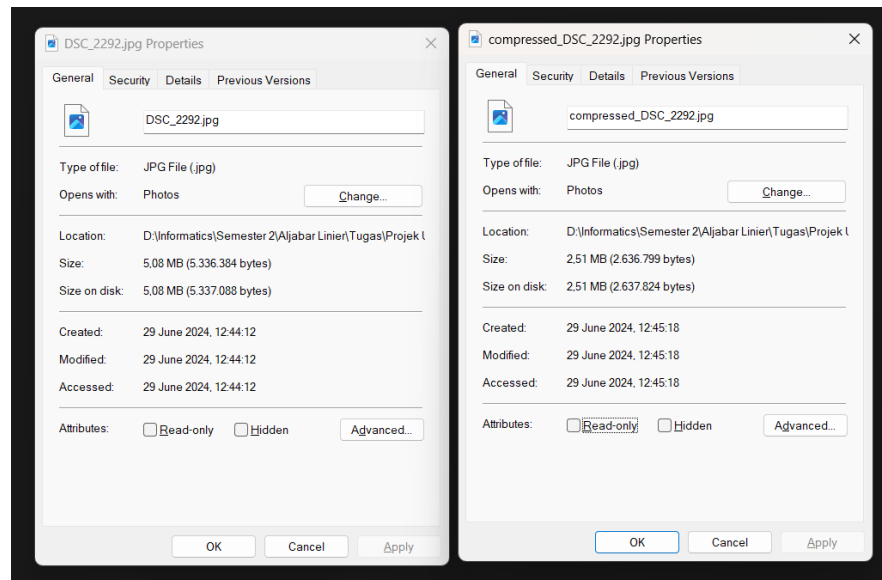 DSC_2292.jpg Properties
General Security Details Previous Versions
DSC_2292.jpg
Type of file: JPG File (.jpg)
Opens with: Photos Change...
Location: D:\Informatics\Semester 2\Aljabar Linier\Tugas\Projek U
Size: 5,08 MB (5.336.384 bytes)
Size on disk: 5,08 MB (5.337.088 bytes)
Created: 29 June 2024, 12:44:12
Modified: 29 June 2024, 12:44:12
Accessed: 29 June 2024, 12:44:12
Attributes: Read-only Hidden Advanced...
OK Cancel Apply
compressed_DSC_2292.jpg Properties
General Security Details Previous Versions
compressed_DSC_2292.jpg
Type of file: JPG File (.jpg)
Opens with: Photos Change...
Location: D:\Informatics\Semester 2\Aljabar Linier\Tugas\Projek U
Size: 2,51 MB (2.636.799 bytes)
Size on disk: 2,51 MB (2.637.824 bytes)
Created: 29 June 2024, 12:45:18
Modified: 29 June 2024, 12:45:18
Accessed: 29 June 2024, 12:45:18
Attributes: Read-only Hidden Advanced...
OK Cancel Apply